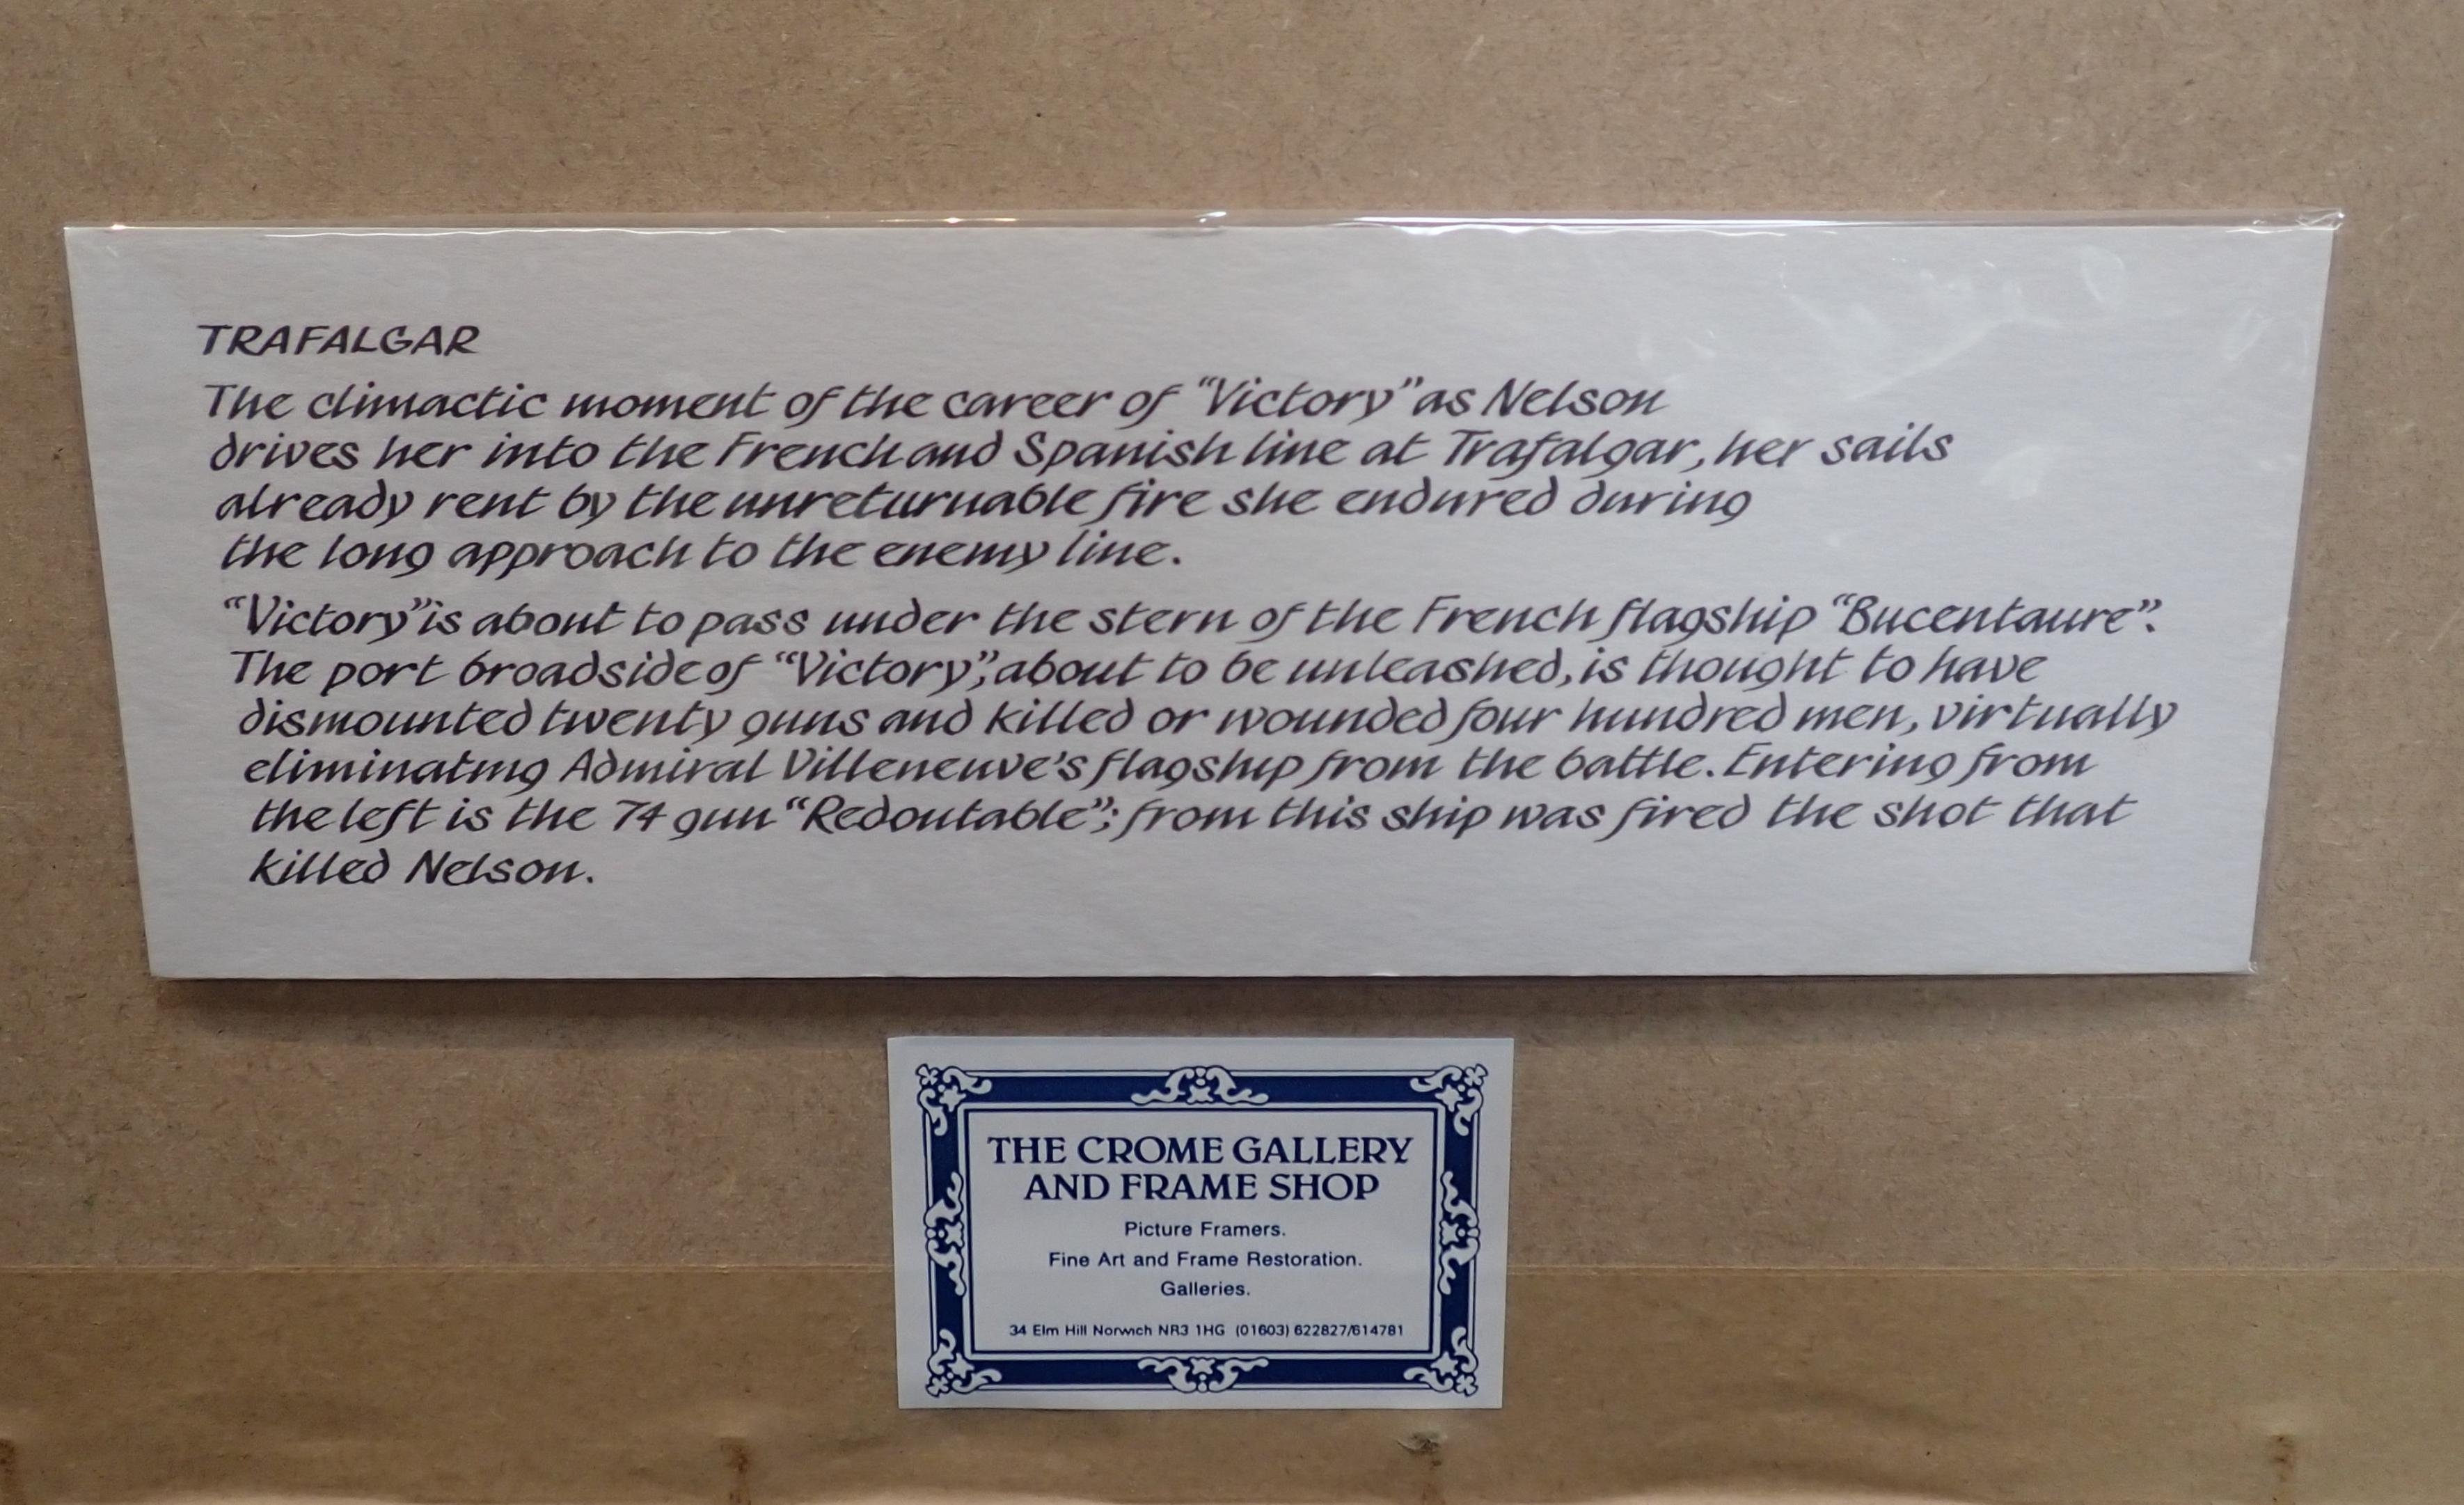 TRAFALGAR
The climactic moment of the career of "Victory" as Nelson
drives her into the French and Spanish line at Trafalgar, her sails
already rent by the unreturnable fire she endured during
the long approach to the enemy line.
"Victory" is about to pass under the stern of the French flagship "Bucentaure".
The port broadside of "Victory", about to be unleashed, is thought to have
dismounted twenty guns and killed or wounded four hundred men, virtually
eliminating Admiral Villeneuve's flagship from the battle. Entering from
the left is the 74 gun "Redoutable"; from this ship was fired the shot that
killed Nelson.
THE CROME GALLERY
AND FRAME SHOP
Picture Framers.
Fine Art and Frame Restoration.
Galleries.
34 Elm Hill Norwich NR3 1HG (01603) 622827/614781